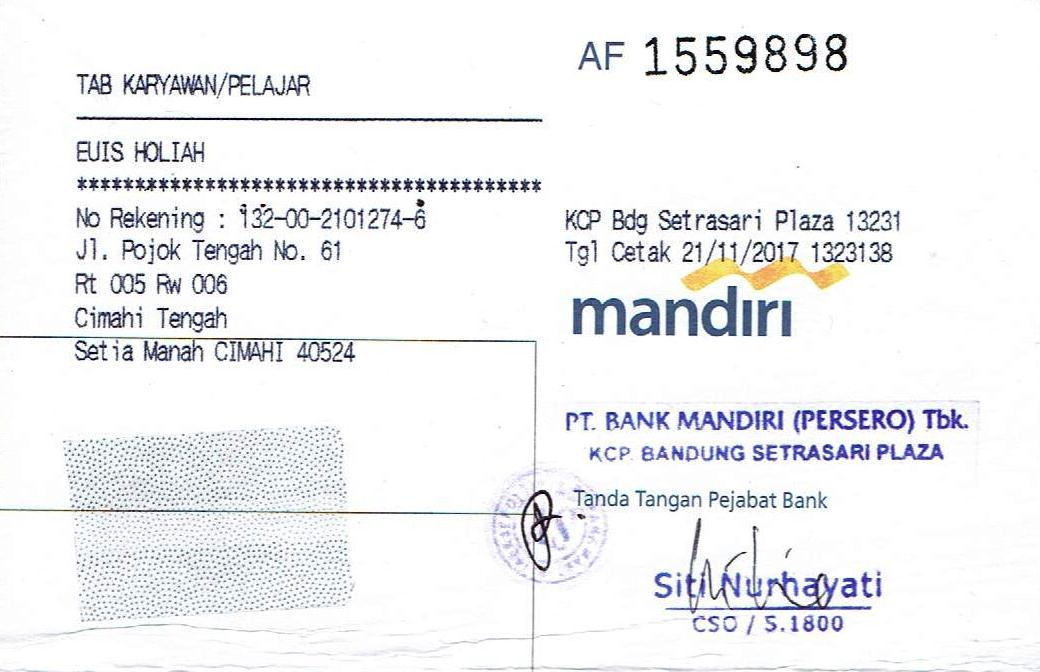 AF 1559898
TAB KARYAWAN/PELAJAR
EUIS HOLIAH
****************************************
No Rekening : 132-00-2101274-6
Jl. Pojok Tengah No. 61
Rt 005 Rw 006
Cimahi Tengah
Setia Manah CIMAHI 40524
KCP Bdg Setrasari Plaza 13231
Tgl Cetak 21/11/2017 1323138
mandiri
PT. BANK MANDIRI (PERSERO) Tbk.
KCP. BANDUNG SETRASARI PLAZA
Tanda Tangan Pejabat Bank
Siti Nurhayati
CSO / S.1800